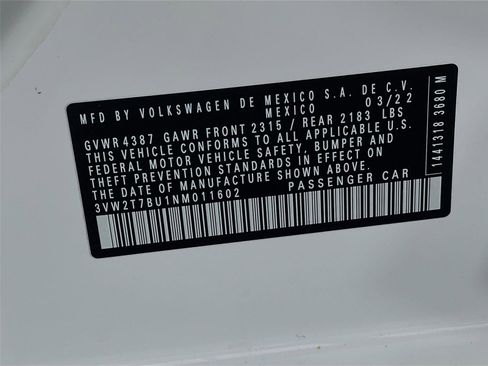 MFD BY VOLKSWAGEN DE MEXICO S.A. DE C.V.
MEXICO 03/22
GVWR 4387 GAWR FRONT 2315 / REAR 2183 LBS
THIS VEHICLE CONFORMS TO ALL APPLICABLE U.S.
FEDERAL MOTOR VEHICLE SAFETY, BUMPER AND
THEFT PREVENTION STANDARDS IN EFFECT ON
THE DATE OF MANUFACTURE SHOWN ABOVE.
3VW2T7BU1NM011602 PASSENGER CAR
1441318 3680 M